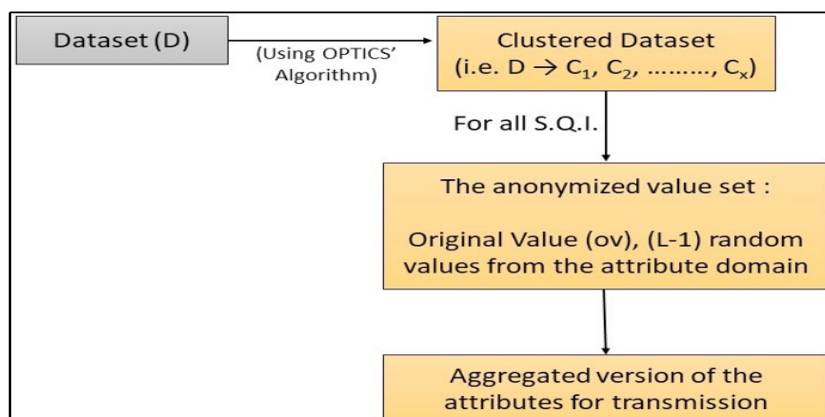 Dataset (D)
(Using OPTICS’
Algorithm)
Clustered Dataset
(i.e. D → C₁, C₂, ………, Cₓ)
For all S.Q.I.
The anonymized value set :
Original Value (ov), (L-1) random
values from the attribute domain
Aggregated version of the
attributes for transmission